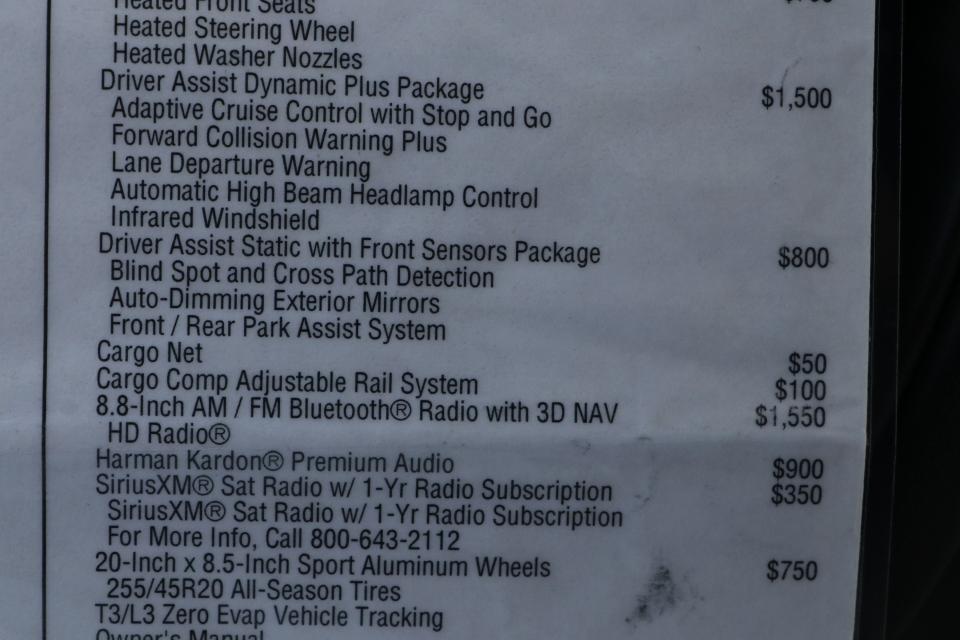 Heated Front Seats
Heated Steering Wheel
Heated Washer Nozzles
Driver Assist Dynamic Plus Package $1,500
Adaptive Cruise Control with Stop and Go
Forward Collision Warning Plus
Lane Departure Warning
Automatic High Beam Headlamp Control
Infrared Windshield
Driver Assist Static with Front Sensors Package $800
Blind Spot and Cross Path Detection
Auto-Dimming Exterior Mirrors
Front / Rear Park Assist System
Cargo Net $50
Cargo Comp Adjustable Rail System $100
8.8-Inch AM / FM Bluetooth® Radio with 3D NAV $1,550
HD Radio®
Harman Kardon® Premium Audio $900
SiriusXM® Sat Radio w/ 1-Yr Radio Subscription $350
SiriusXM® Sat Radio w/ 1-Yr Radio Subscription
For More Info, Call 800-643-2112
20-Inch x 8.5-Inch Sport Aluminum Wheels $750
255/45R20 All-Season Tires
T3/L3 Zero Evap Vehicle Tracking
Owner's Manual